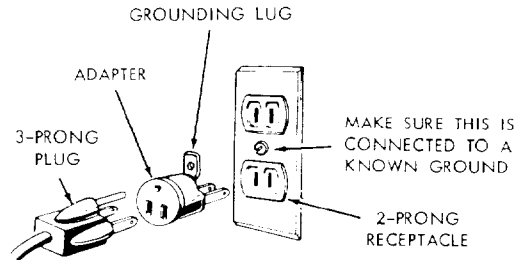 GROUNDING LUG
ADAPTER
3-PRONG
PLUG
MAKE SURE THIS IS
CONNECTED TO A
KNOWN GROUND
2-PRONG
RECEPTACLE